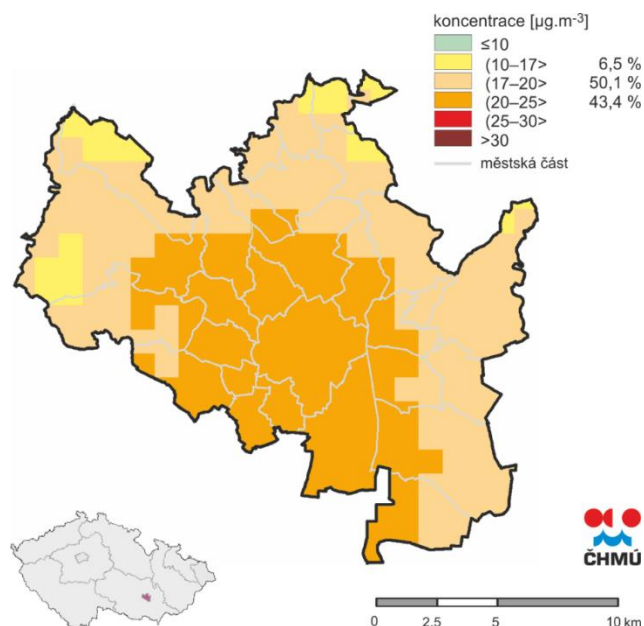 koncentrace [µg.m⁻³]
≤10
(10–17> 6,5 %
(17–20> 50,1 %
(20–25> 43,4 %
(25–30>
>30
městská část
ČHMÚ
0 2,5 5 10 km